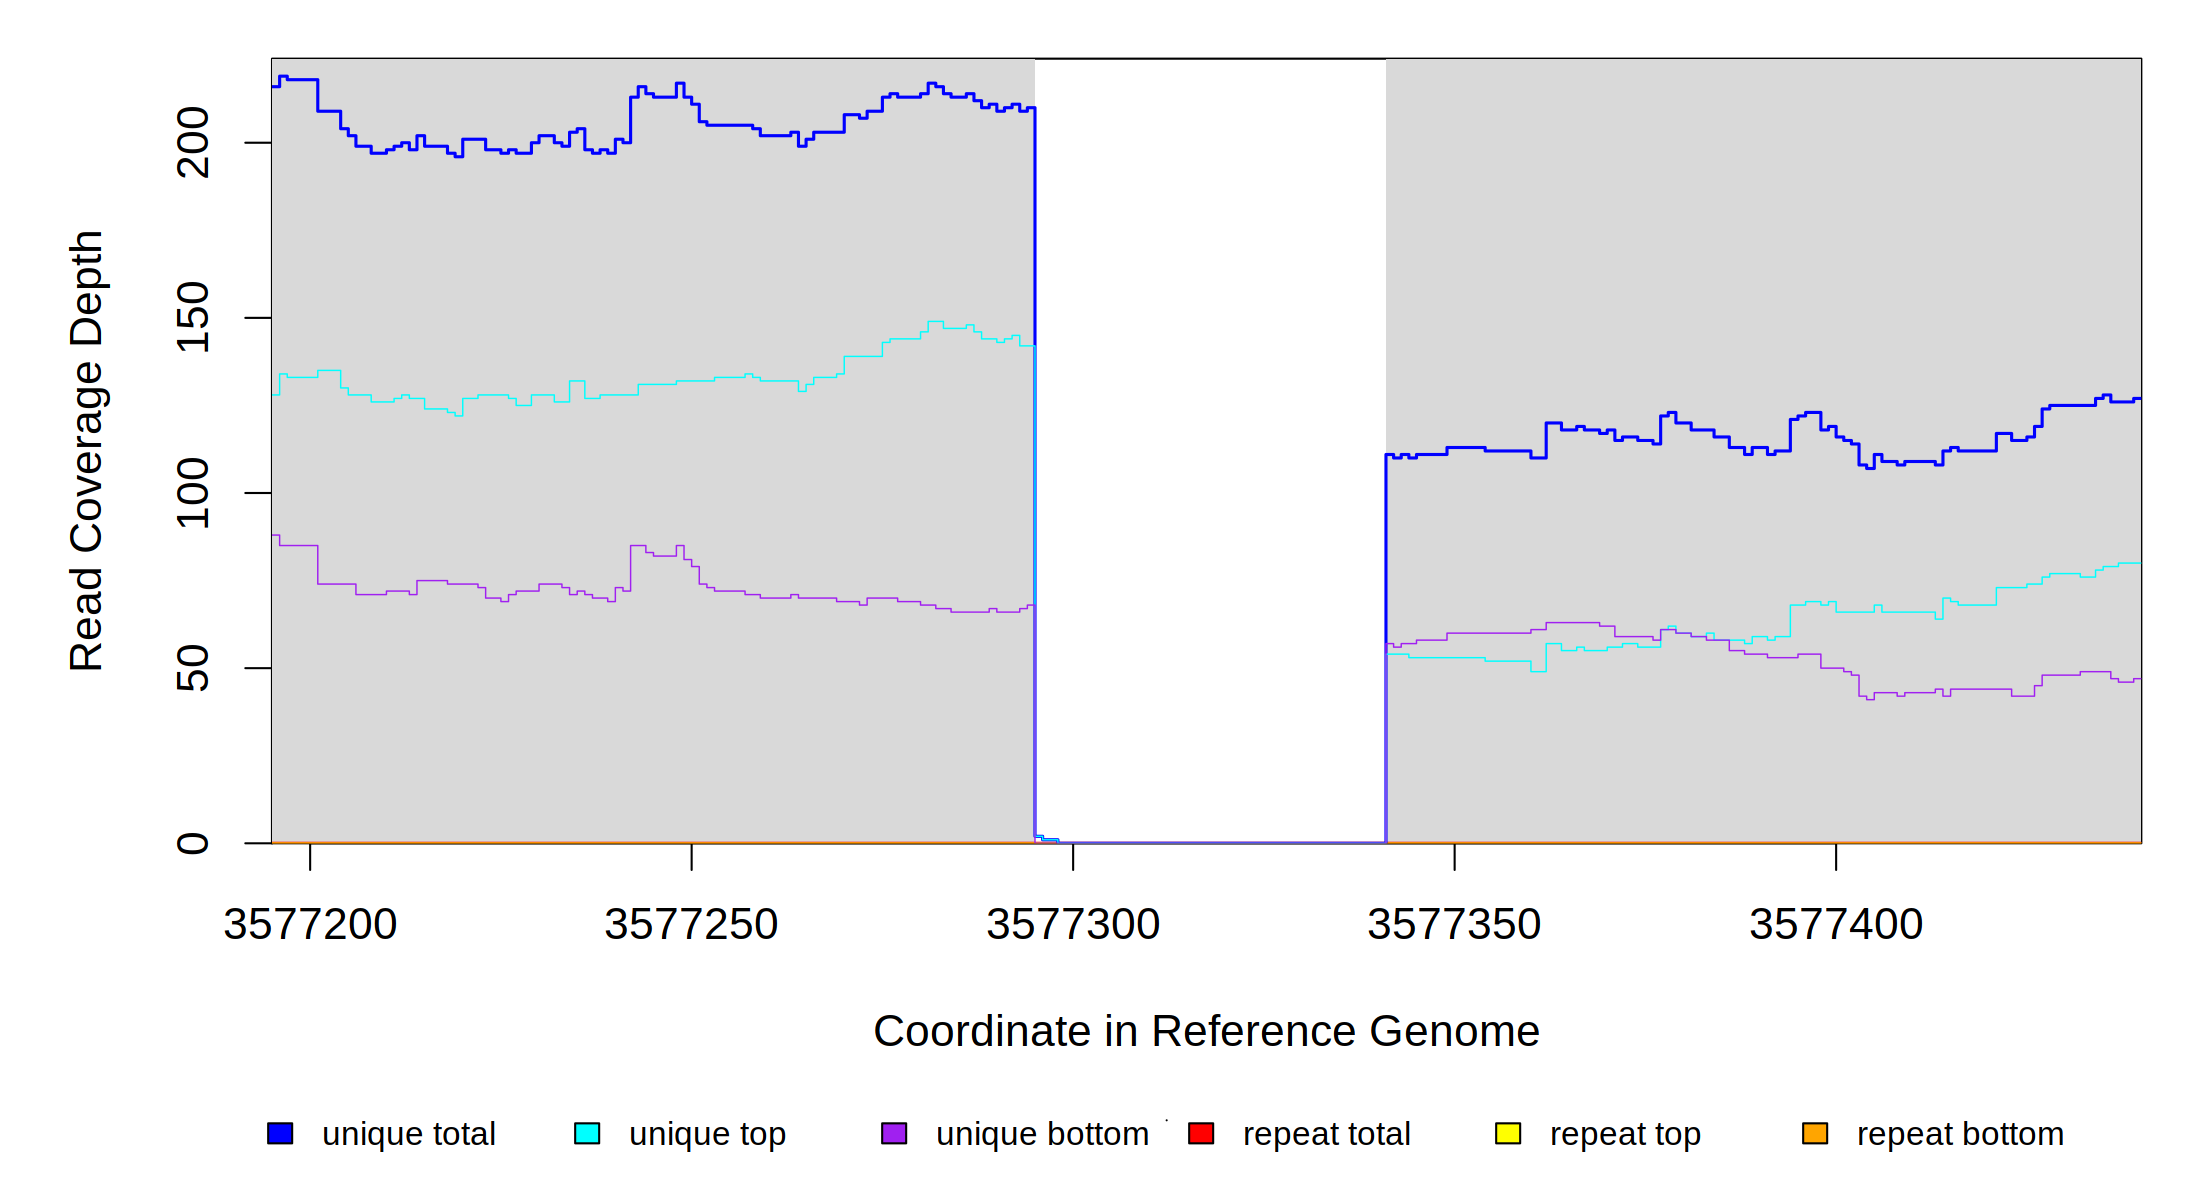 Read Coverage Depth
200
150
100
50
0
3577200 3577250 3577300 3577350 3577400
Coordinate in Reference Genome
unique total unique top unique bottom repeat total repeat top repeat bottom